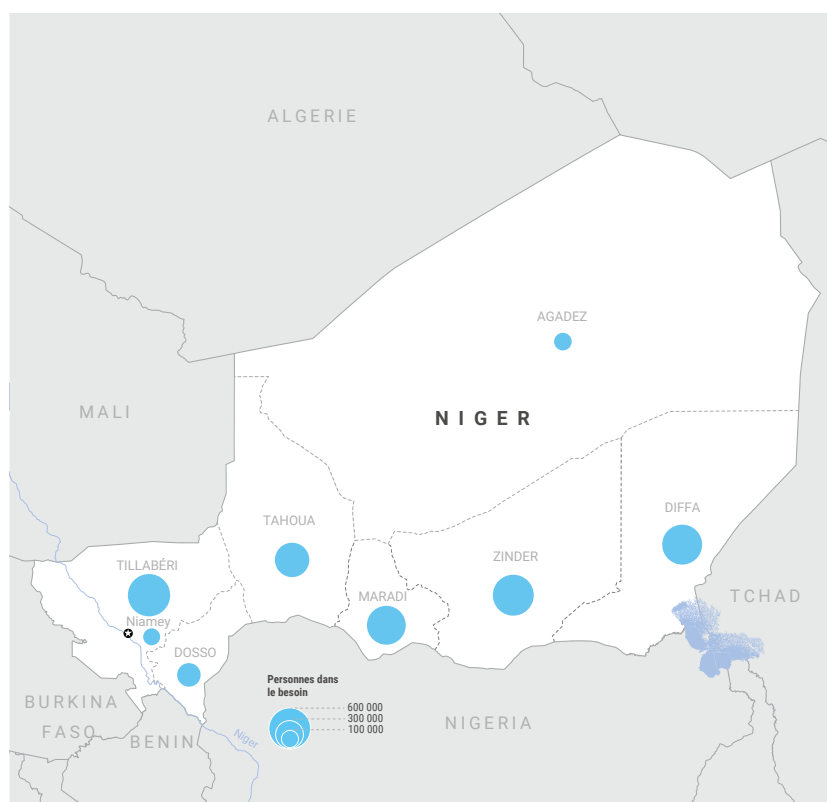 ALGERIE
AGADEZ
MALI
NIGER
DIFFA
TAHOUA
ZINDER
TILLABÉRI
MARADI
TCHAD
Niamey
DOSSO
Personnes dans
le besoin
600 000
300 000
100 000
BURKINA
FASO
BENIN
Niger
NIGERIA